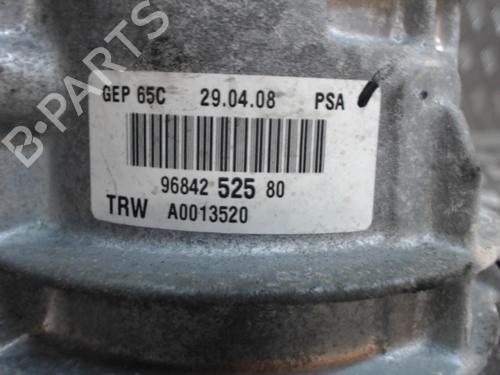 GEP 65C 29.04.08 PSA
96842 525 80
TRW A0013520
B-PARTS